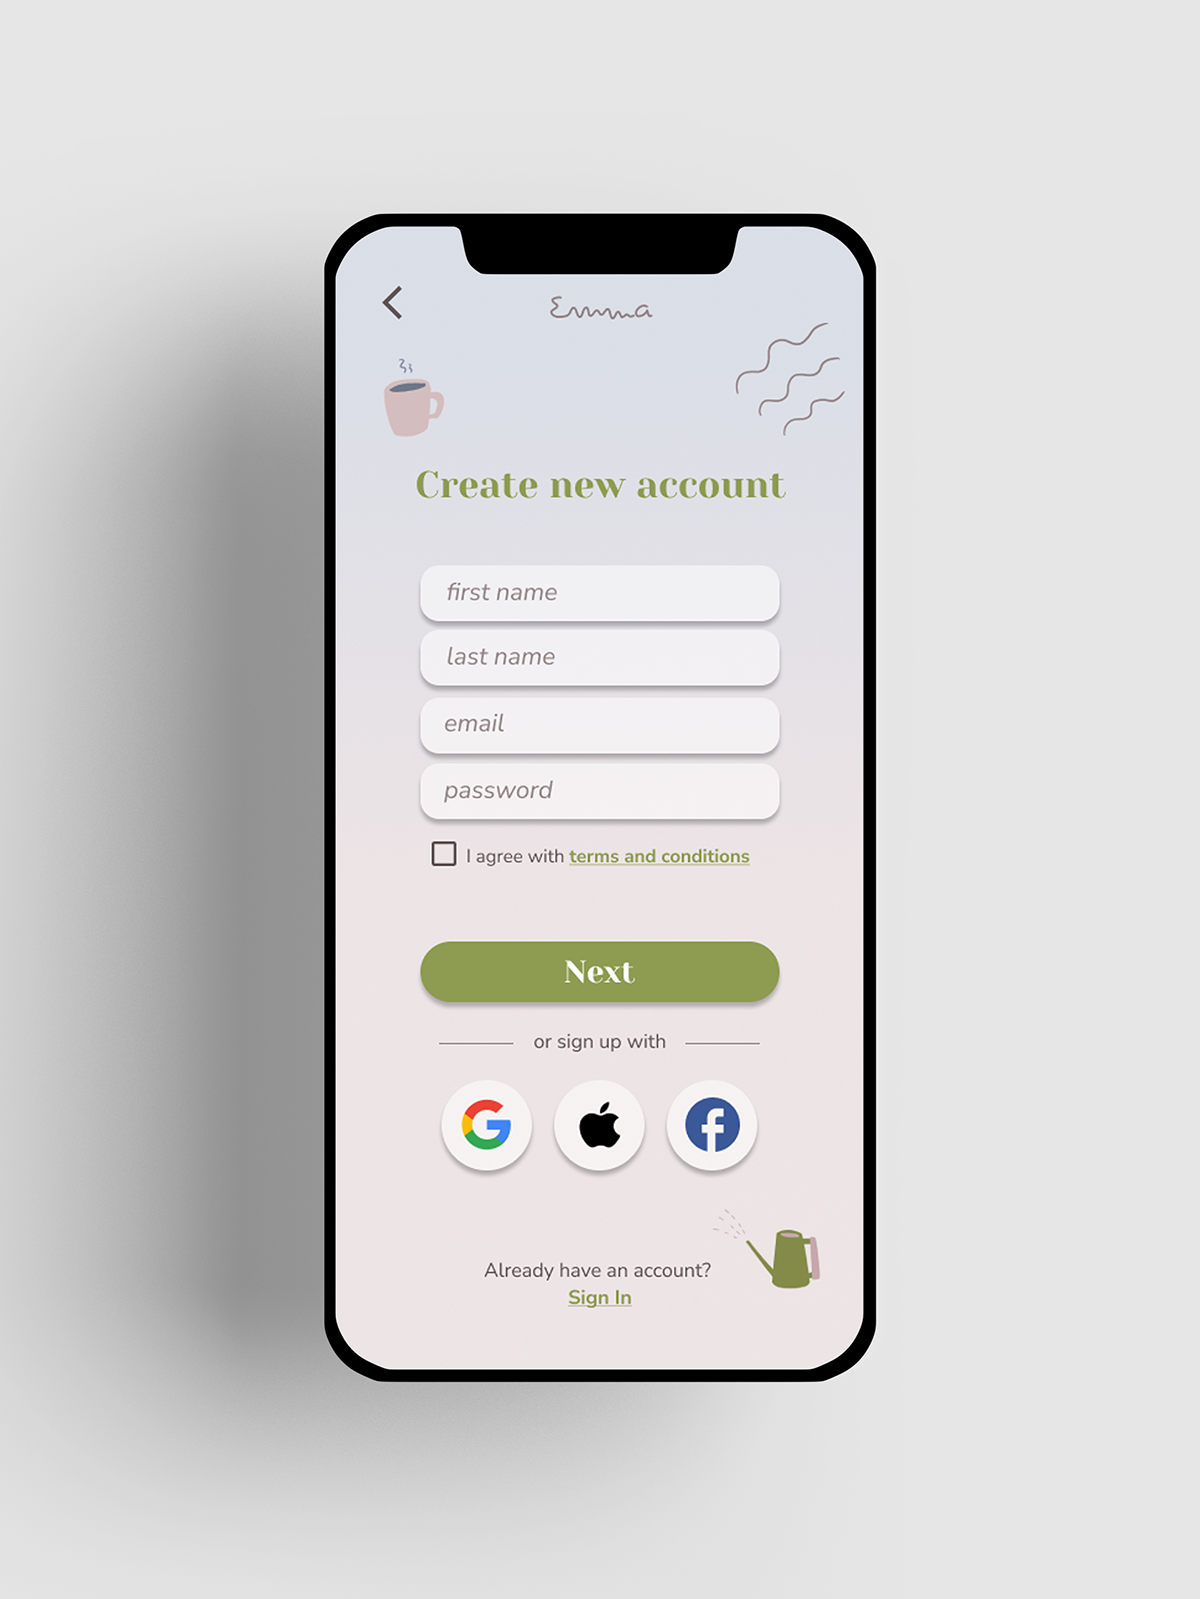 Emma
Create new account
first name
last name
email
password
I agree with terms and conditions
Next
or sign up with
Already have an account?
Sign In